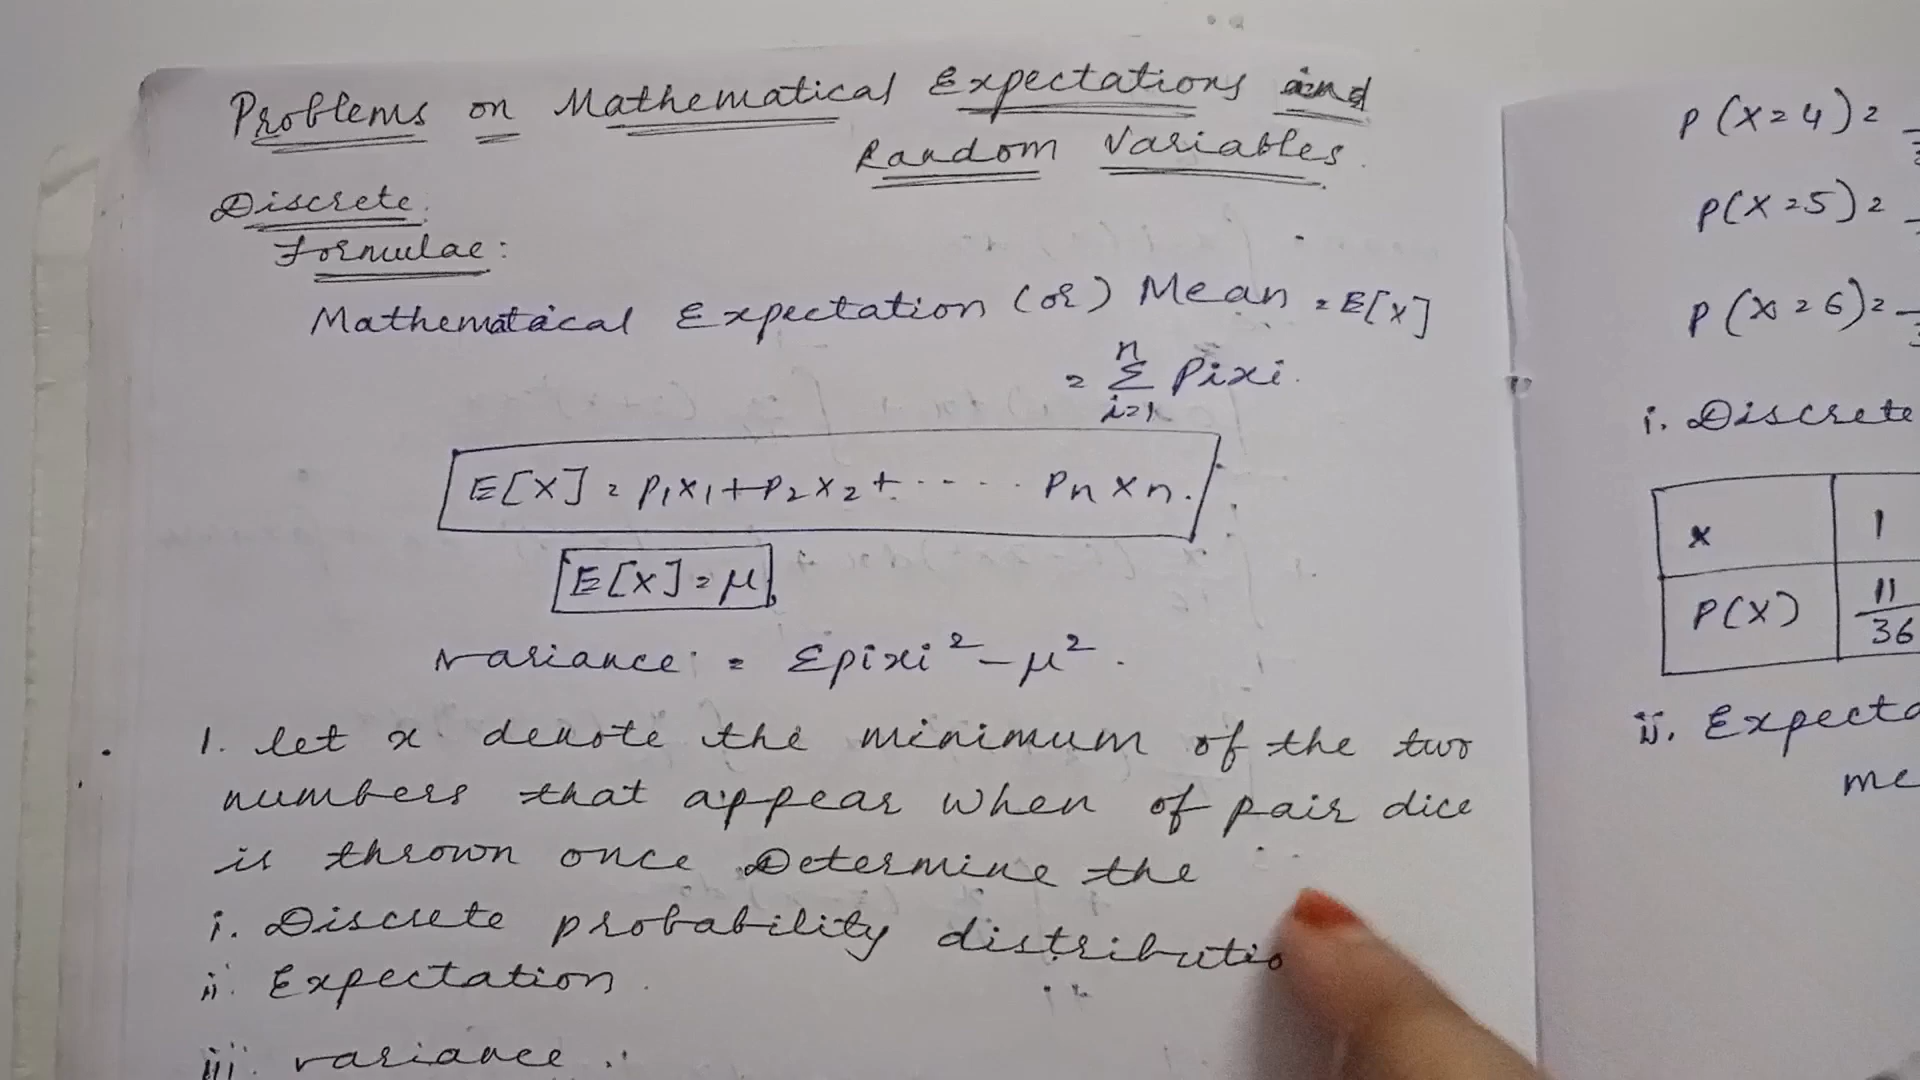 Problems on Mathematical Expectations and
Random Variables.
Discrete:
Formulae:
Mathematical Expectation (or) Mean = E[X]
= n Σ i=1 Pixi.
E[X] = P1X1 + P2X2 + ...... Pn Xn.
E[X] = μ
variance: = Σpixi² - μ².
1. let x denote the minimum of the two
numbers that appear when of pair dice
is thrown once Determine the
i. Discrete probability distributio
ii. Expectation.
iii. variance.
P(X=4) =
P(X=5) =
P(X=6) =
i. Discrete
x 1
P(X) 11/36
ii. Expecta
me